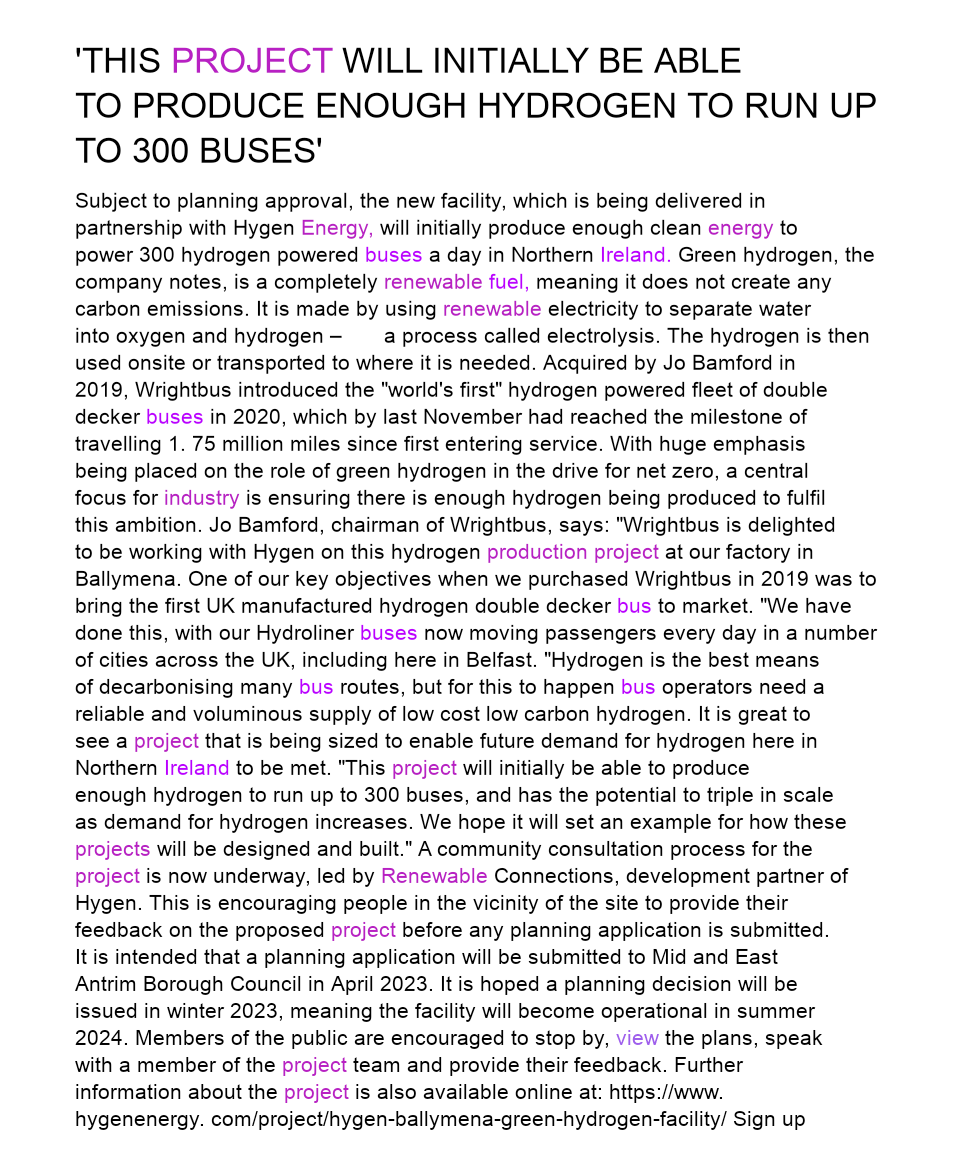 'THIS PROJECT WILL INITIALLY BE ABLE
TO PRODUCE ENOUGH HYDROGEN TO RUN UP
TO 300 BUSES'
Subject to planning approval, the new facility, which is being delivered in
partnership with Hygen Energy, will initially produce enough clean energy to
power 300 hydrogen powered buses a day in Northern Ireland. Green hydrogen, the
company notes, is a completely renewable fuel, meaning it does not create any
carbon emissions. It is made by using renewable electricity to separate water
into oxygen and hydrogen – a process called electrolysis. The hydrogen is then
used onsite or transported to where it is needed. Acquired by Jo Bamford in
2019, Wrightbus introduced the "world's first" hydrogen powered fleet of double
decker buses in 2020, which by last November had reached the milestone of
travelling 1. 75 million miles since first entering service. With huge emphasis
being placed on the role of green hydrogen in the drive for net zero, a central
focus for industry is ensuring there is enough hydrogen being produced to fulfil
this ambition. Jo Bamford, chairman of Wrightbus, says: "Wrightbus is delighted
to be working with Hygen on this hydrogen production project at our factory in
Ballymena. One of our key objectives when we purchased Wrightbus in 2019 was to
bring the first UK manufactured hydrogen double decker bus to market. "We have
done this, with our Hydroliner buses now moving passengers every day in a number
of cities across the UK, including here in Belfast. "Hydrogen is the best means
of decarbonising many bus routes, but for this to happen bus operators need a
reliable and voluminous supply of low cost low carbon hydrogen. It is great to
see a project that is being sized to enable future demand for hydrogen here in
Northern Ireland to be met. "This project will initially be able to produce
enough hydrogen to run up to 300 buses, and has the potential to triple in scale
as demand for hydrogen increases. We hope it will set an example for how these
projects will be designed and built." A community consultation process for the
project is now underway, led by Renewable Connections, development partner of
Hygen. This is encouraging people in the vicinity of the site to provide their
feedback on the proposed project before any planning application is submitted.
It is intended that a planning application will be submitted to Mid and East
Antrim Borough Council in April 2023. It is hoped a planning decision will be
issued in winter 2023, meaning the facility will become operational in summer
2024. Members of the public are encouraged to stop by, view the plans, speak
with a member of the project team and provide their feedback. Further
information about the project is also available online at: https://www.
hygenenergy. com/project/hygen-ballymena-green-hydrogen-facility/ Sign up